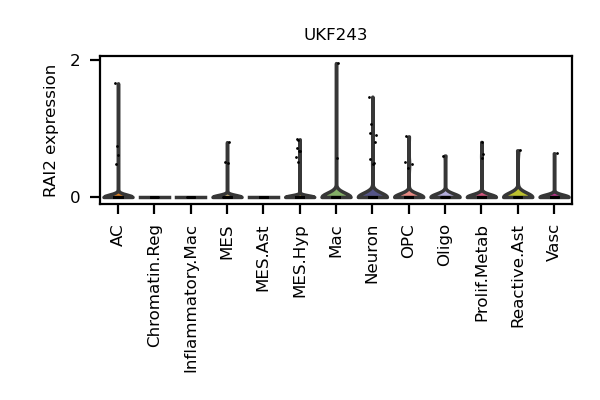 UKF243
RAI2 expression
2
0
AC
Chromatin.Reg
Inflammatory.Mac
MES
MES.Ast
MES.Hyp
Mac
Neuron
OPC
Oligo
Prolif.Metab
Reactive.Ast
Vasc